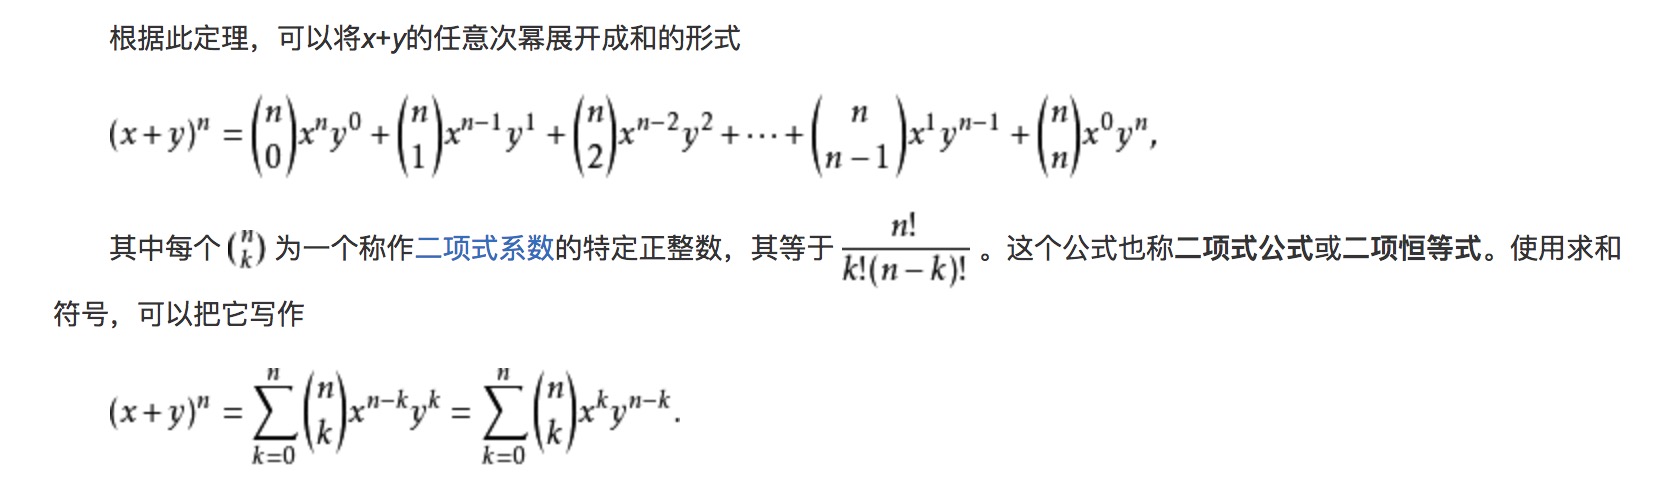 根据此定理，可以将x+y的任意次幂展开成和的形式
(x+y)^n = \binom{n}{0}x^n y^0 + \binom{n}{1}x^{n-1}y^1 + \binom{n}{2}x^{n-2}y^2 + \cdots + \binom{n}{n-1}x^1 y^{n-1} + \binom{n}{n}x^0 y^n,
其中每个 \binom{n}{k} 为一个称作二项式系数的特定正整数，其等于 \frac{n!}{k!(n-k)!} 。这个公式也称二项式公式或二项恒等式。使用求和
符号，可以把它写作
(x+y)^n = \sum_{k=0}^{n} \binom{n}{k}x^{n-k}y^k = \sum_{k=0}^{n} \binom{n}{k}x^k y^{n-k}.